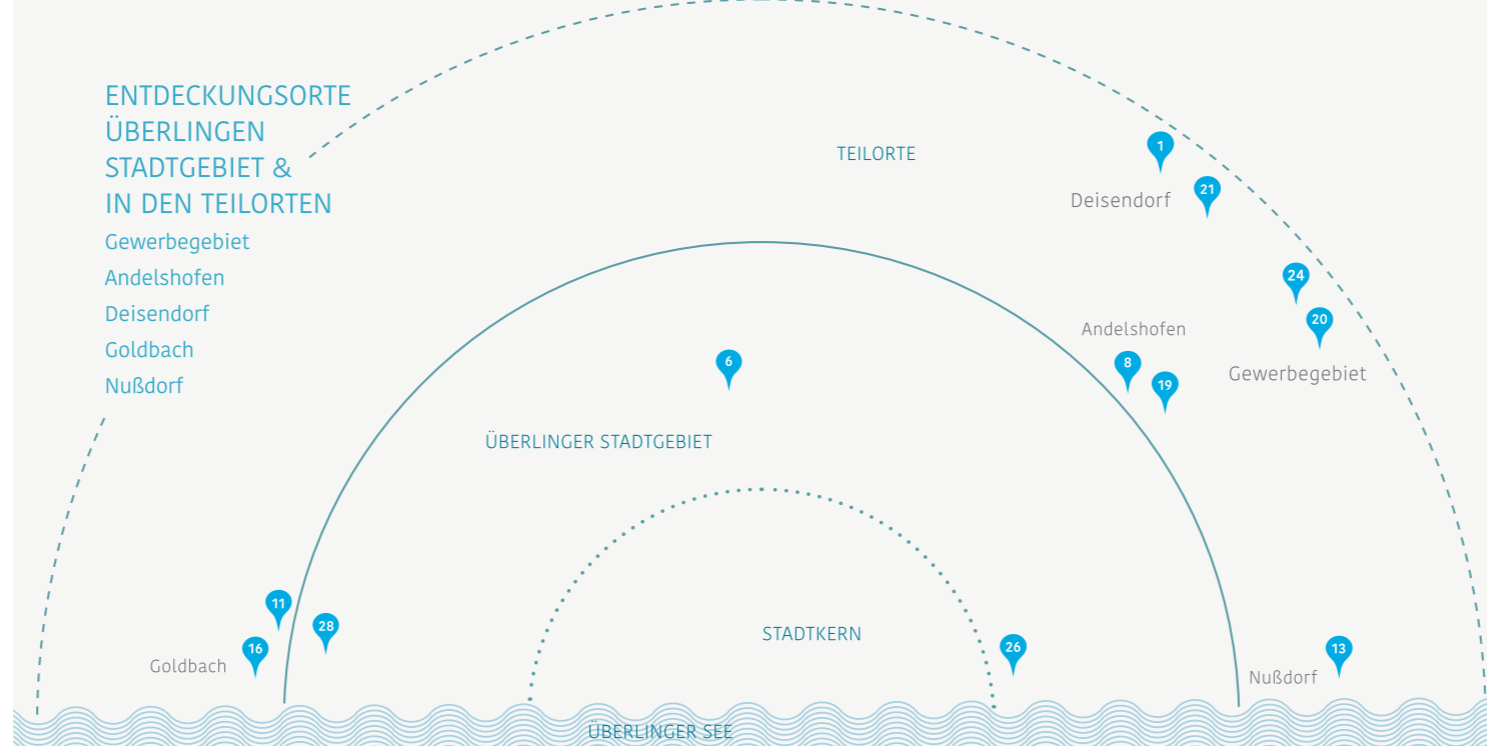 ENTDECKUNGSORTE
ÜBERLINGEN
STADTGEBIET &
IN DEN TEILORTEN
Gewerbegebiet
Andelshofen
Deisendorf
Goldbach
Nußdorf
TEILORTE
1
21
Deisendorf
24
20
Gewerbegebiet
Andelshofen
8
19
6
ÜBERLINGER STADTGEBIET
11
28
16
Goldbach
STADTKERN
26
13
Nußdorf
ÜBERLINGER SEE